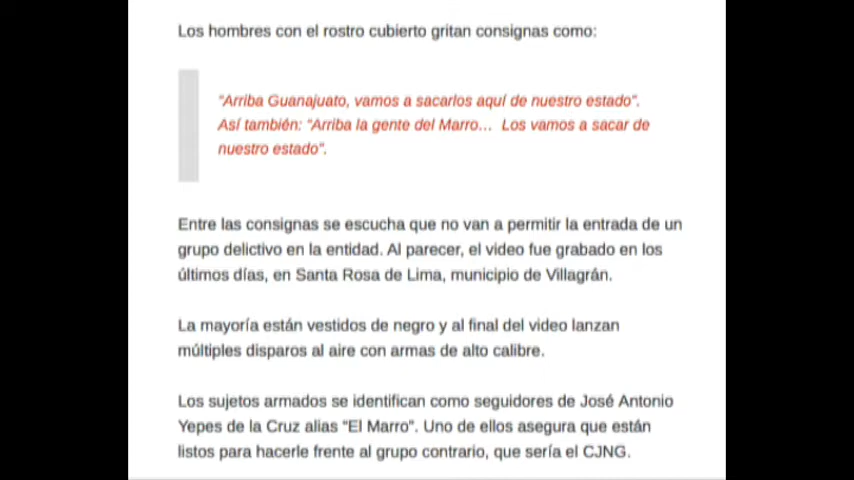 Los hombres con el rostro cubierto gritan consignas como:
"Arriba Guanajuato, vamos a sacarlos aquí de nuestro estado".
Así también: "Arriba la gente del Marro... Los vamos a sacar de
nuestro estado".
Entre las consignas se escucha que no van a permitir la entrada de un
grupo delictivo en la entidad. Al parecer, el video fue grabado en los
últimos días, en Santa Rosa de Lima, municipio de Villagrán.
La mayoría están vestidos de negro y al final del video lanzan
múltiples disparos al aire con armas de alto calibre.
Los sujetos armados se identifican como seguidores de José Antonio
Yepes de la Cruz alias "El Marro". Uno de ellos asegura que están
listos para hacerle frente al grupo contrario, que sería el CJNG.